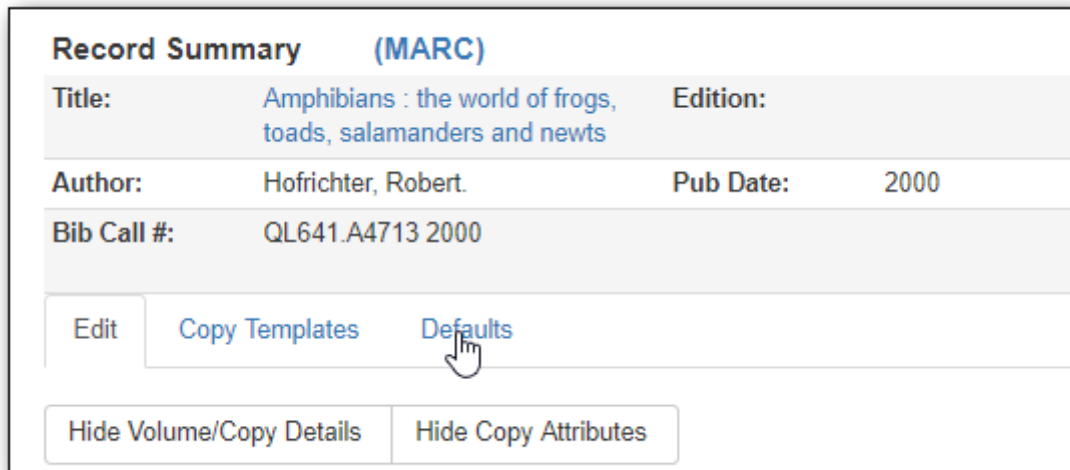 Record Summary (MARC)
Title: Amphibians : the world of frogs, Edition:
toads, salamanders and newts
Author: Hofrichter, Robert. Pub Date: 2000
Bib Call #: QL641.A4713 2000
Edit Copy Templates Defaults
Hide Volume/Copy Details Hide Copy Attributes